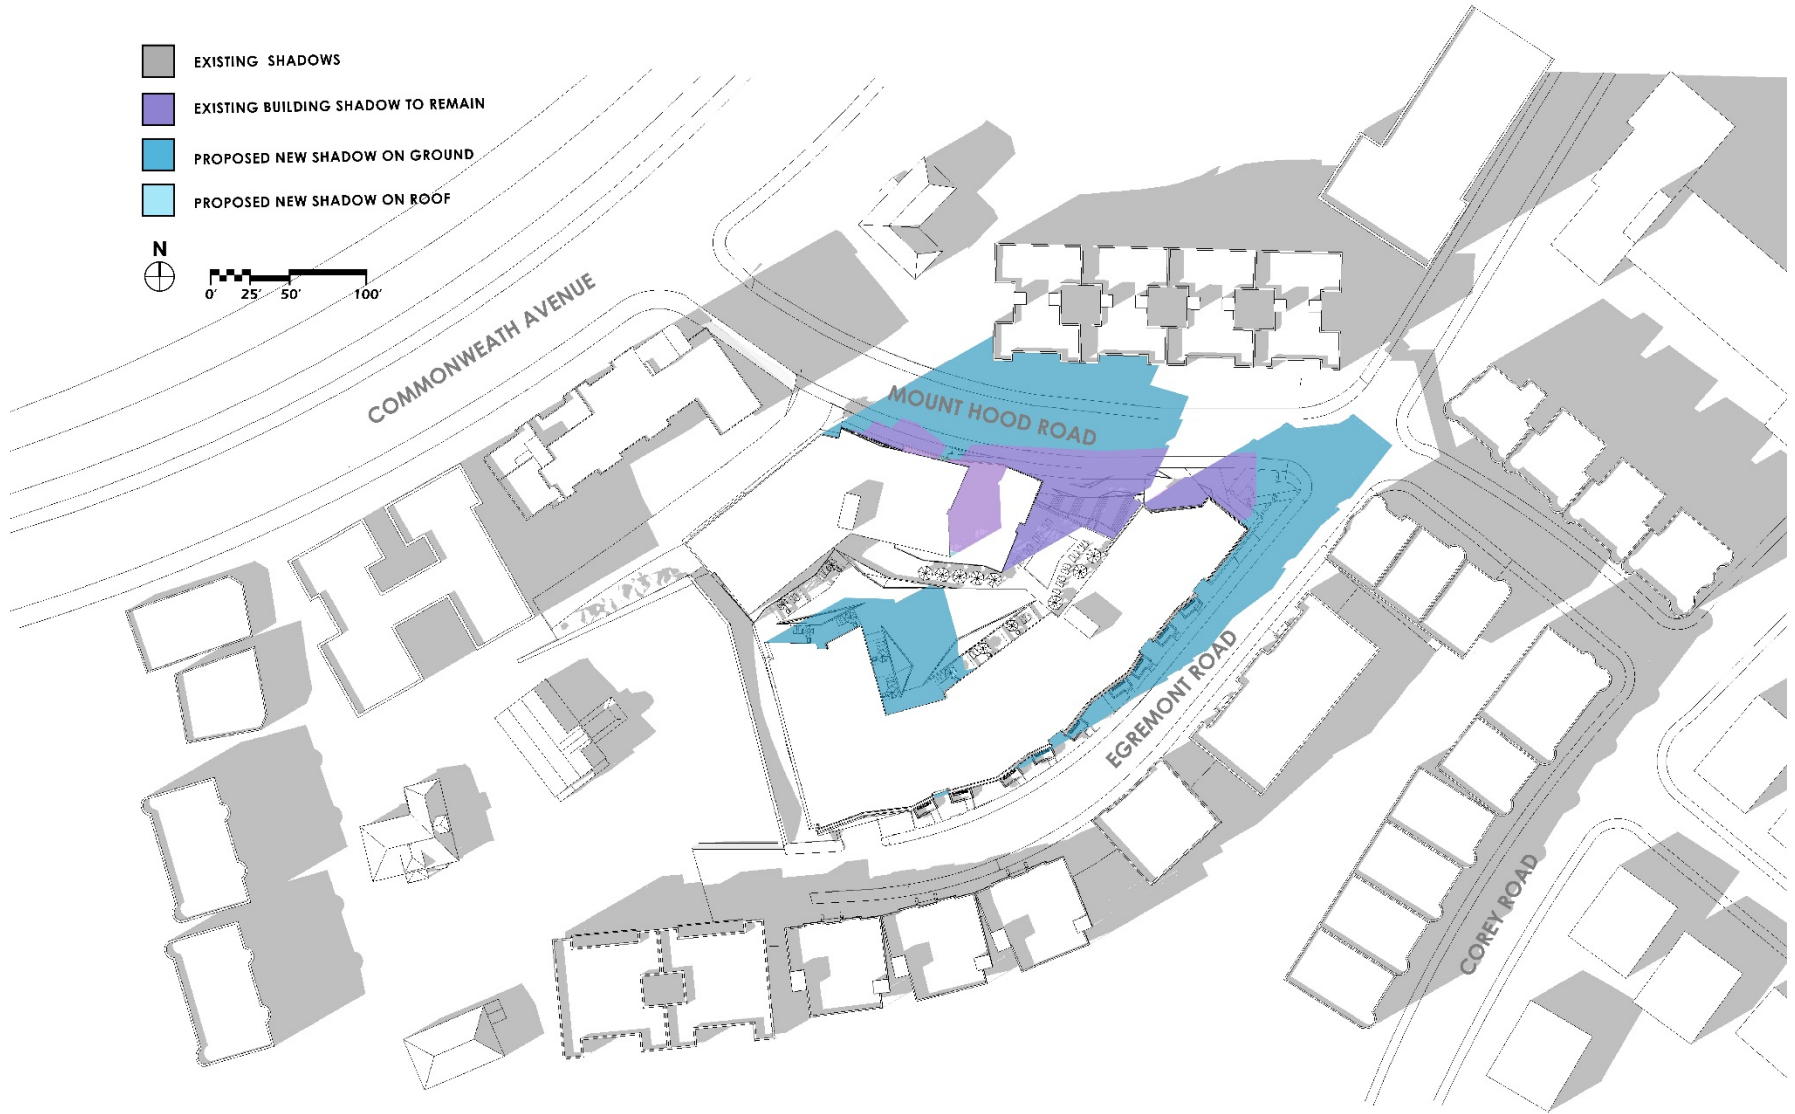 EXISTING SHADOWS
EXISTING BUILDING SHADOW TO REMAIN
PROPOSED NEW SHADOW ON GROUND
PROPOSED NEW SHADOW ON ROOF
N
0' 25' 50' 100'
COMMONWEATH AVENUE
MOUNT HOOD ROAD
EGREMONT ROAD
COREY ROAD